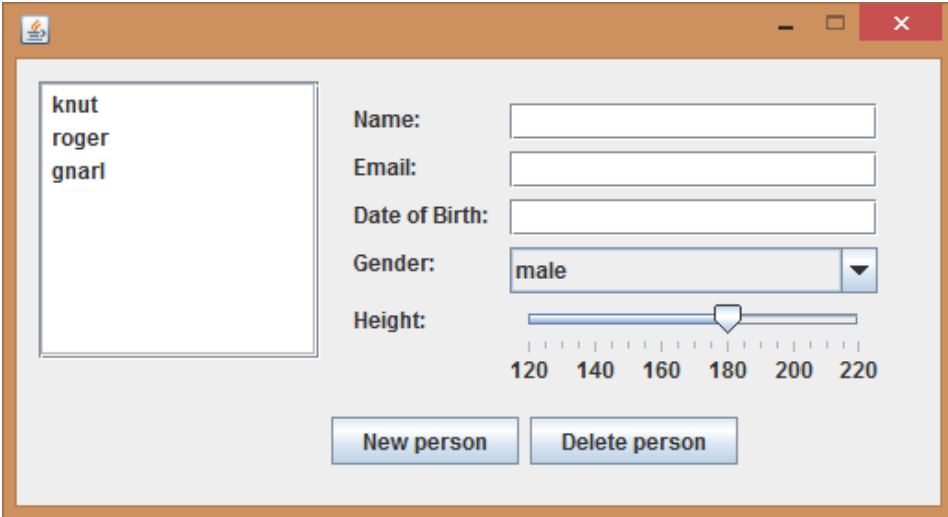 knut
roger
gnarl
Name:
Email:
Date of Birth:
Gender: male
Height:
120 140 160 180 200 220
New person Delete person